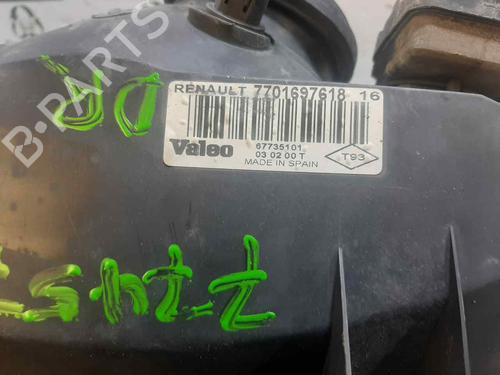 RENAULT 7701697618 16
Valeo
67735101
03 02 00 T
MADE IN SPAIN
T93
B-PARTS